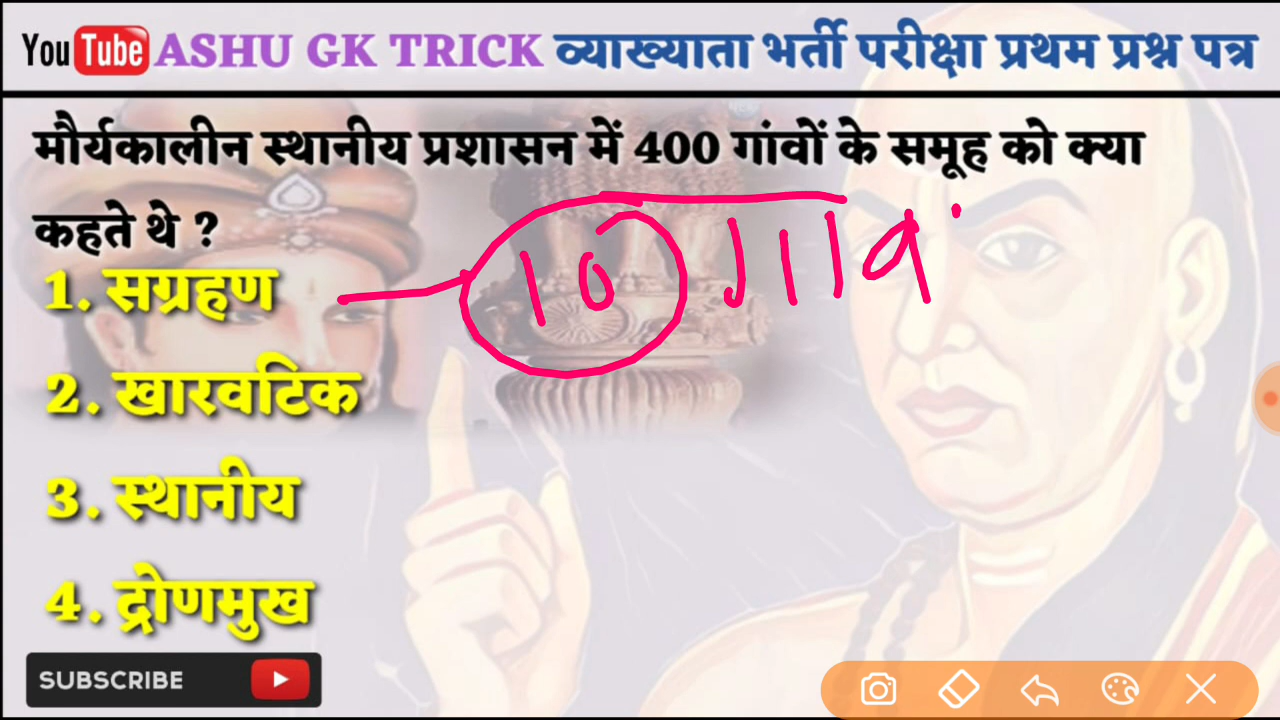 YouTube ASHU GK TRICK व्याख्याता भर्ती परीक्षा प्रथम प्रश्न पत्र
मौर्यकालीन स्थानीय प्रशासन में 400 गांवों के समूह को क्या
कहते थे ?
1. सग्रहण
10 गाव
2. खारवटिक
3. स्थानीय
4. द्रोणमुख
SUBSCRIBE